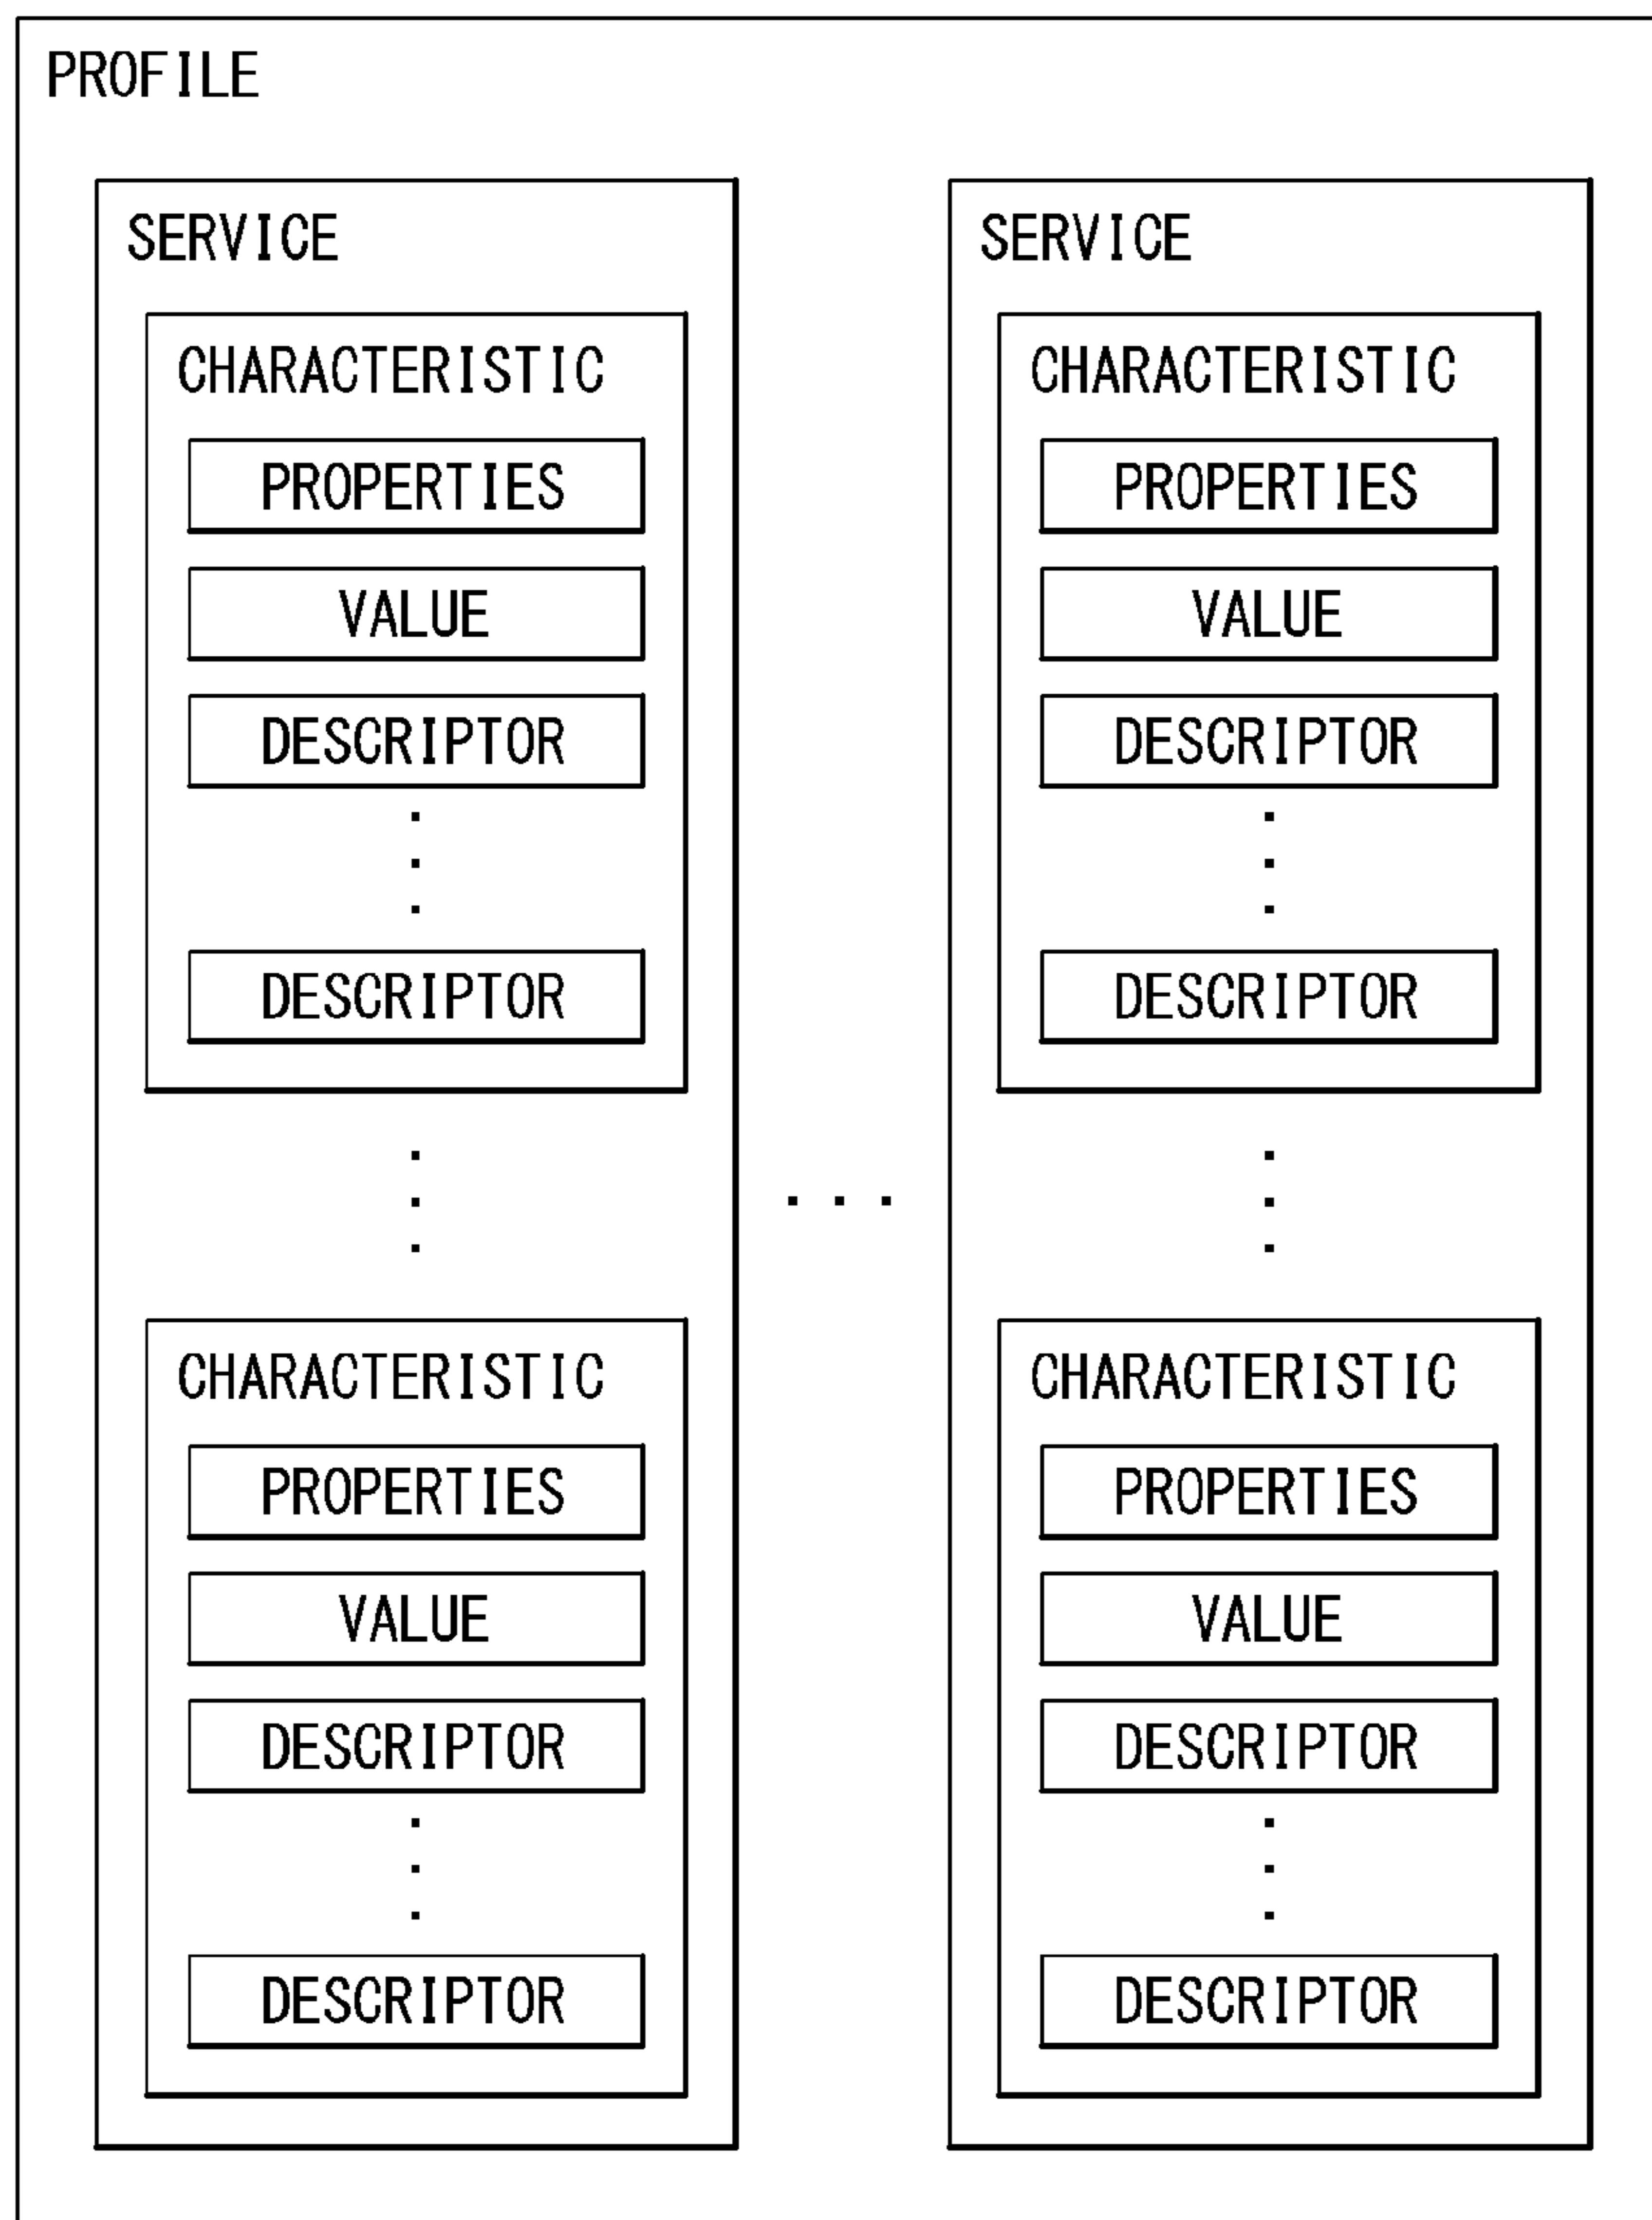 PROFILE
SERVICE
CHARACTERISTIC
PROPERTIES
VALUE
DESCRIPTOR
DESCRIPTOR
CHARACTERISTIC
PROPERTIES
VALUE
DESCRIPTOR
DESCRIPTOR
SERVICE
CHARACTERISTIC
PROPERTIES
VALUE
DESCRIPTOR
DESCRIPTOR
CHARACTERISTIC
PROPERTIES
VALUE
DESCRIPTOR
DESCRIPTOR